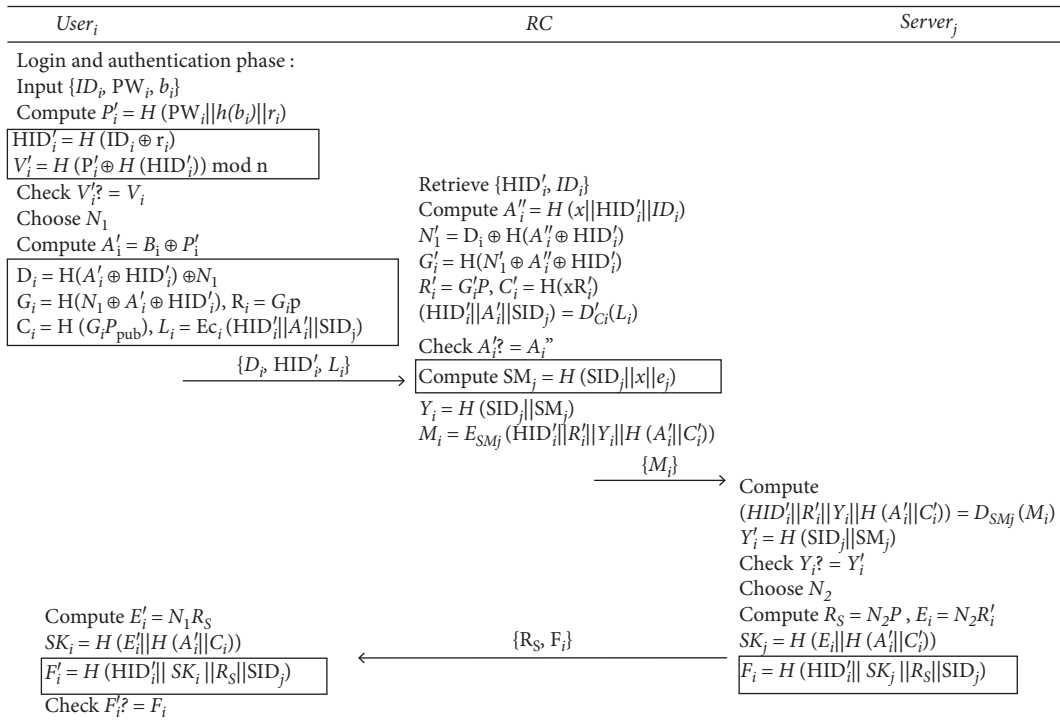 User_i RC Server_j
Login and authentication phase :
Input {ID_i, PW_i, b_i}
Compute P′_i = H (PW_i||h(b_i)||r_i)
HID′_i = H (ID_i ⊕ r_i)
V′_i = H (P′_i ⊕ H (HID′_i)) mod n
Check V′_i? = V_i
Choose N_1
Compute A′_i = B_i ⊕ P′_i
D_i = H(A′_i ⊕ HID′_i) ⊕N_1
G_i = H(N_1 ⊕ A′_i ⊕ HID′_i), R_i = G_ip
C_i = H (G_iP_pub), L_i = Ec_i (HID′_i||A′_i||SID_j)
{D_i, HID′_i, L_i}
Retrieve {HID′_i, ID_i}
Compute A″_i = H (x||HID′_i||ID_i)
N′_1 = D_i ⊕ H(A″_i ⊕ HID′_i)
G′_i = H(N′_1 ⊕ A″_i ⊕ HID′_i)
R′_i = G′_iP, C′_i = H(xR′_i)
(HID′_i||A′_i||SID_j) = D′_Ci(L_i)
Check A′_i? = A_i”
Compute SM_j = H (SID_j||x||e_j)
Y_i = H (SID_j||SM_j)
M_i = E_SMj (HID′_i||R′_i||Y_i||H (A′_i||C′_i))
{M_i}
Compute
(HID′_i||R′_i||Y_i||H (A′_i||C′_i)) = D_SMj (M_i)
Y′_i = H (SID_j||SM_j)
Check Y_i? = Y′_i
Choose N_2
Compute R_S = N_2P , E_i = N_2R′_i
SK_j = H (E_i||H (A′_i||C′_i))
F_i = H (HID′_i|| SK_j ||R_S||SID_j)
{R_S, F_i}
Compute E′_i = N_1R_S
SK_i = H (E′_i||H (A′_i||C_i))
F′_i = H (HID′_i|| SK_i ||R_S||SID_j)
Check F′_i? = F_i